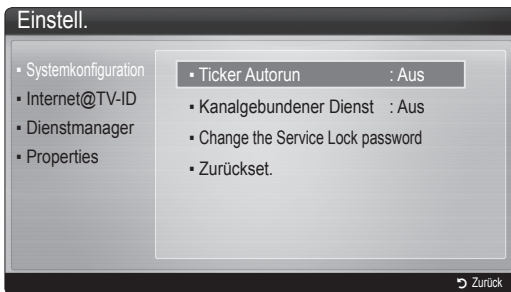 Einstell.
▪ Systemkonfiguration
▪ Internet@TV-ID
▪ Dienstmanager
▪ Properties
▪ Ticker Autorun : Aus
▪ Kanalgebundener Dienst : Aus
▪ Change the Service Lock password
▪ Zurückset.
Zurück